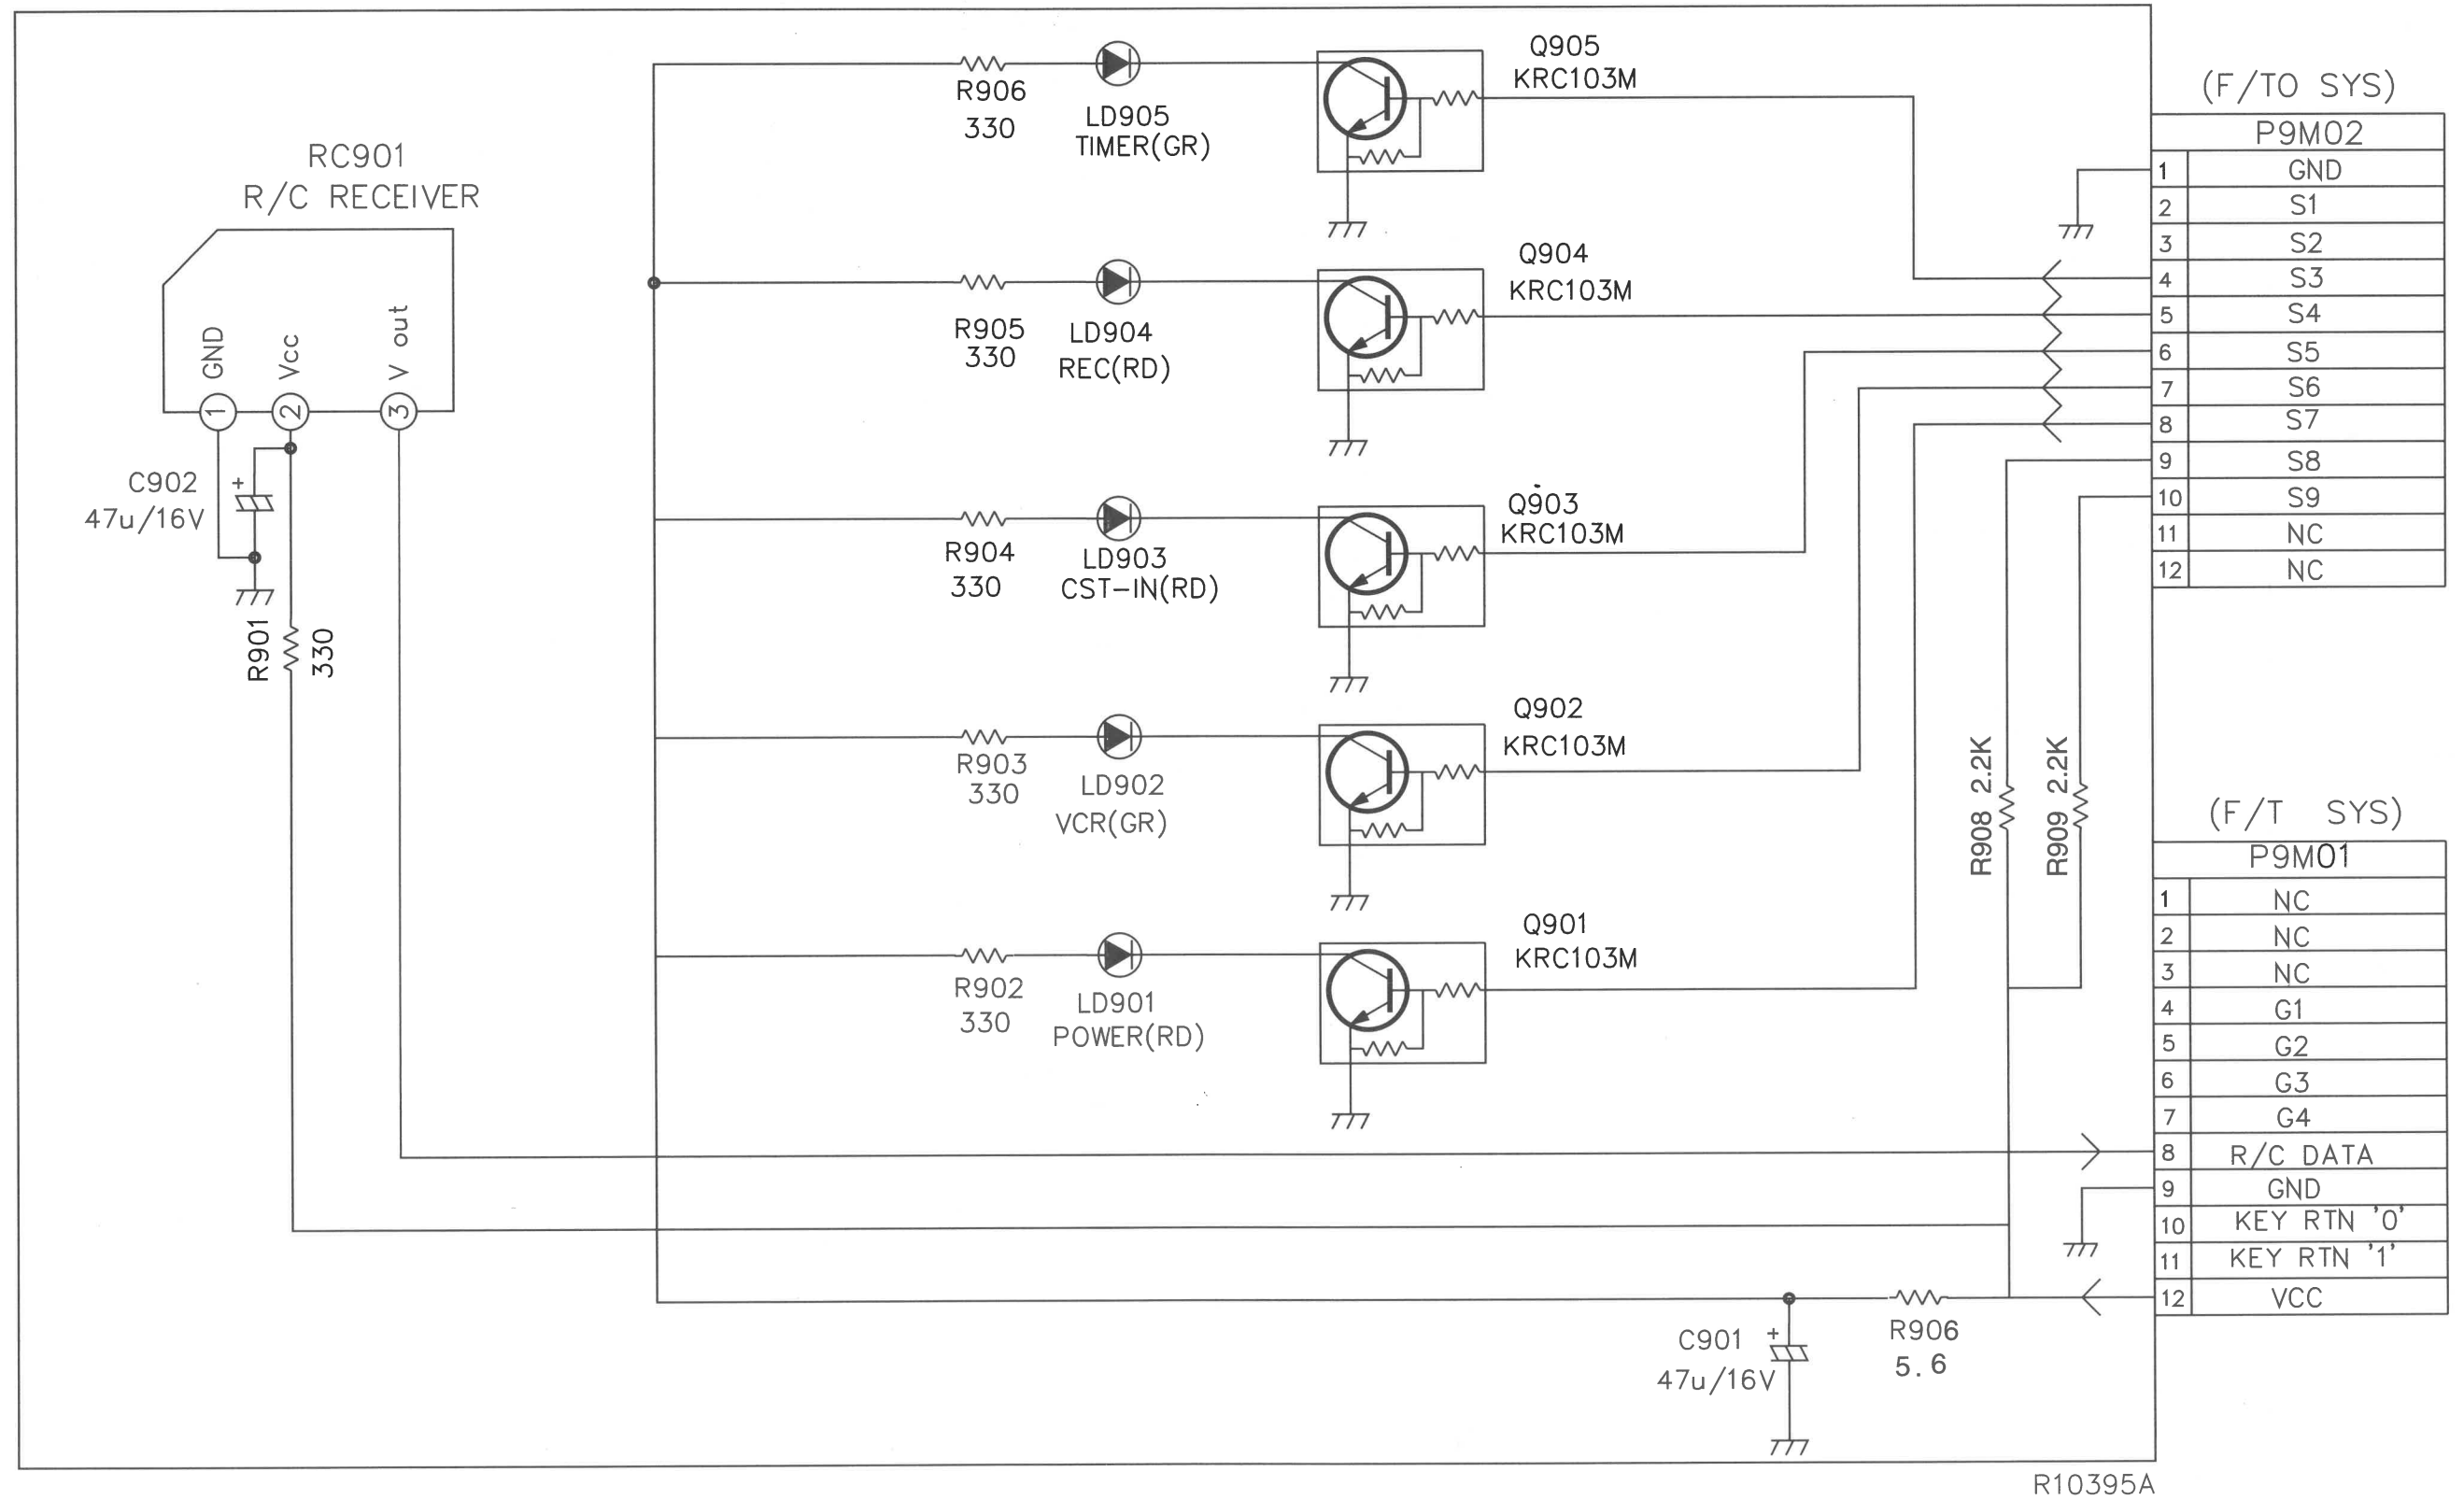 RC901
R/C RECEIVER
GND
Vcc
V out
1
2
3
C902
+
47u/16V
R901
330
R906
330
LD905
TIMER(GR)
Q905
KRC103M
R905
330
LD904
REC(RD)
Q904
KRC103M
R904
330
LD903
CST-IN(RD)
Q903
KRC103M
R903
330
LD902
VCR(GR)
Q902
KRC103M
R902
330
LD901
POWER(RD)
Q901
KRC103M
R908 2.2K
R909 2.2K
C901
+
47u/16V
R906
5.6
(F/TO SYS)
P9M02
1 GND
2 S1
3 S2
4 S3
5 S4
6 S5
7 S6
8 S7
9 S8
10 S9
11 NC
12 NC
(F/T SYS)
P9M01
1 NC
2 NC
3 NC
4 G1
5 G2
6 G3
7 G4
8 R/C DATA
9 GND
10 KEY RTN '0'
11 KEY RTN '1'
12 VCC
R10395A